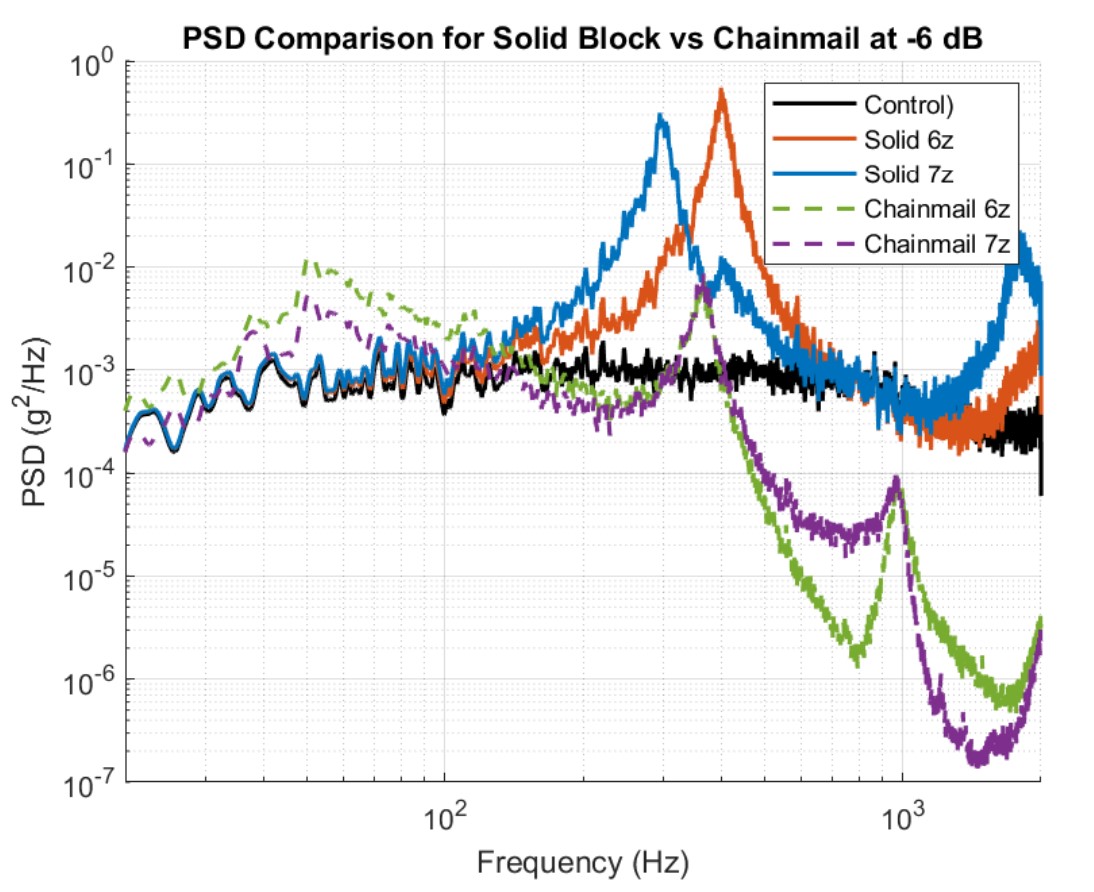 PSD Comparison for Solid Block vs Chainmail at -6 dB
10^0
10^-1
10^-2
10^-3
10^-4
10^-5
10^-6
10^-7
PSD (g^2/Hz)
Control)
Solid 6z
Solid 7z
Chainmail 6z
Chainmail 7z
10^2
10^3
Frequency (Hz)